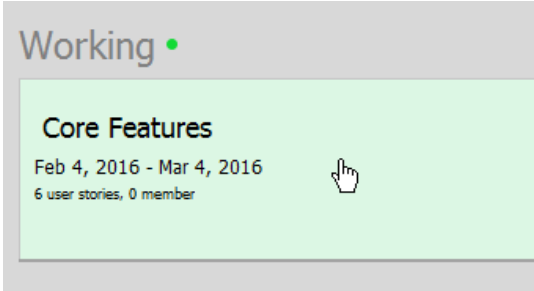 Working
Core Features
Feb 4, 2016 - Mar 4, 2016
6 user stories, 0 member